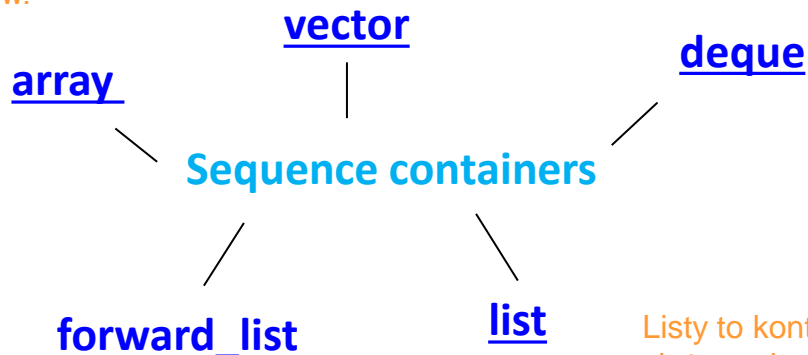 w.
vector
deque
array
Sequence containers
forward_list
list
Listy to kont